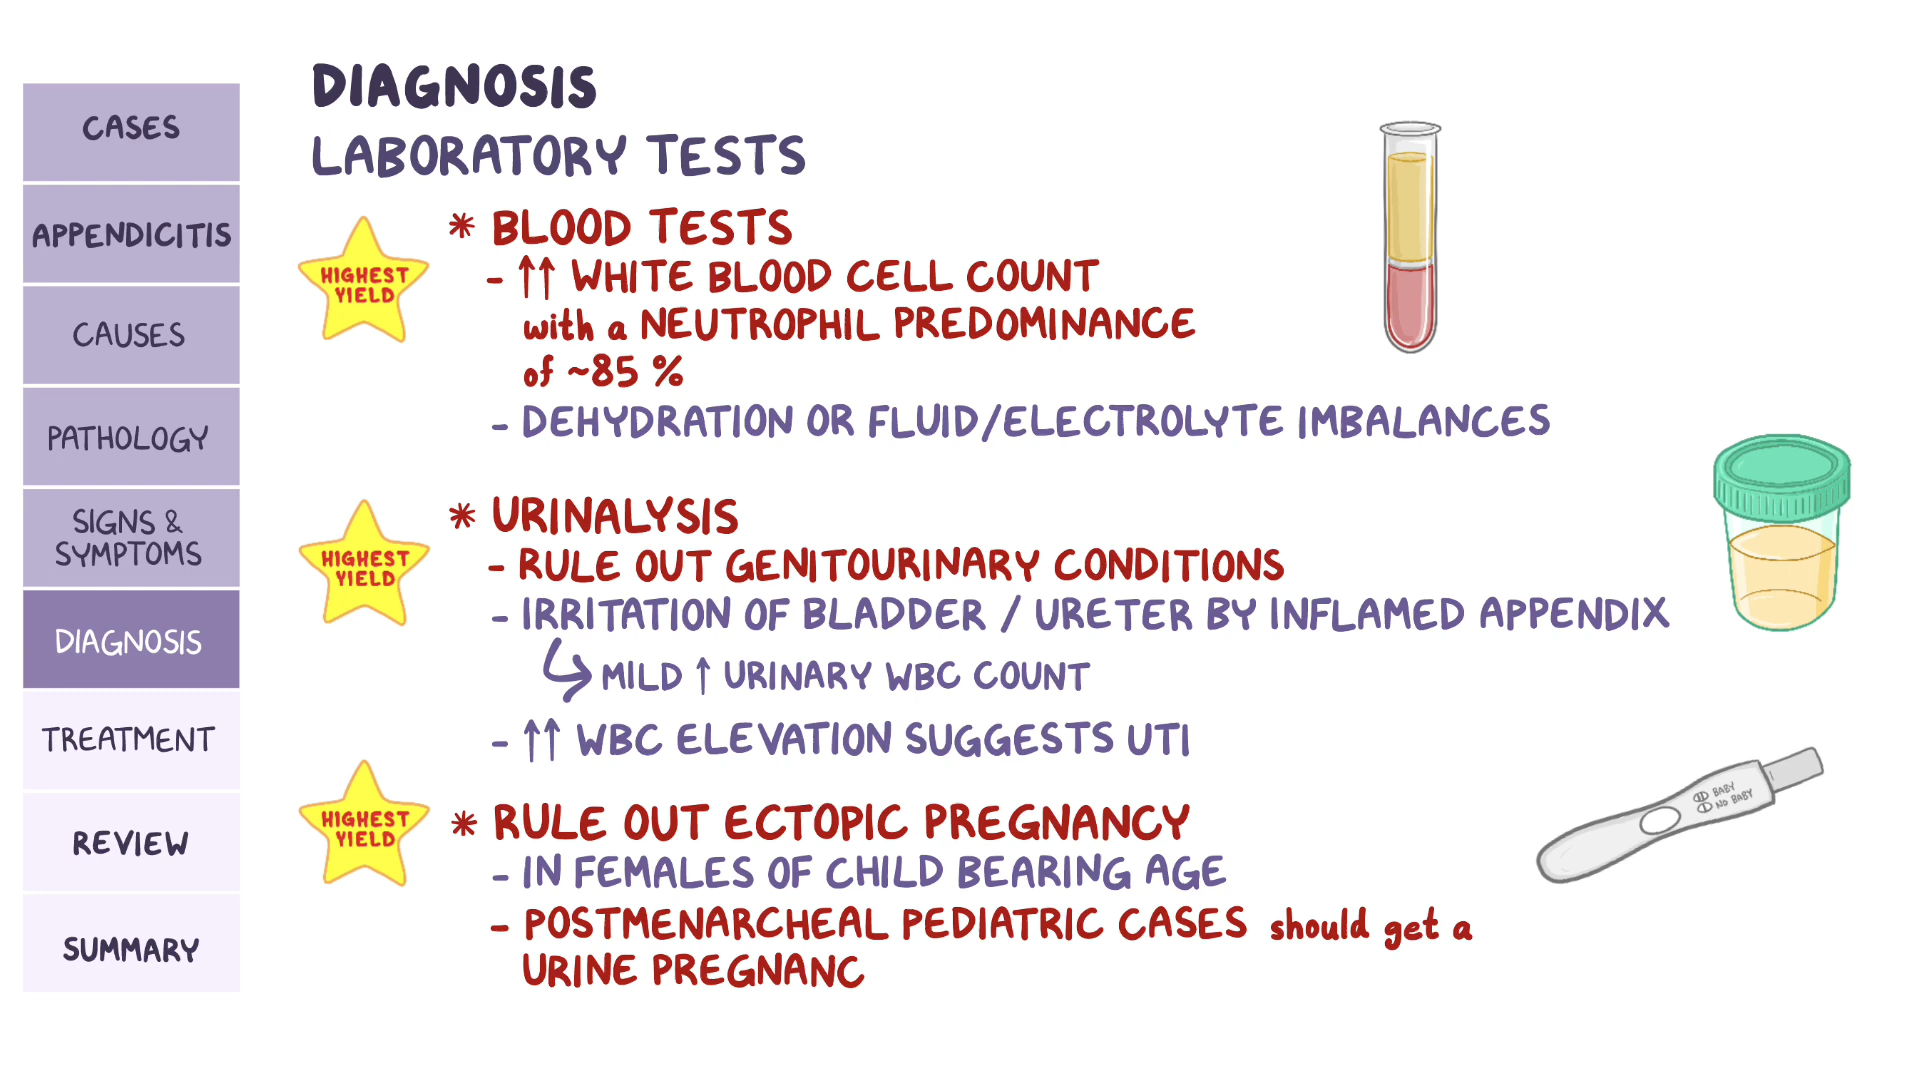 CASES
APPENDICITIS
CAUSES
PATHOLOGY
SIGNS &
SYMPTOMS
DIAGNOSIS
TREATMENT
REVIEW
SUMMARY
DIAGNOSIS
LABORATORY TESTS
HIGHEST
YIELD
* BLOOD TESTS
- ↑↑ WHITE BLOOD CELL COUNT
with a NEUTROPHIL PREDOMINANCE
of ~85 %
- DEHYDRATION OR FLUID/ELECTROLYTE IMBALANCES
HIGHEST
YIELD
* URINALYSIS
- RULE OUT GENITOURINARY CONDITIONS
- IRRITATION OF BLADDER / URETER BY INFLAMED APPENDIX
↳ MILD ↑ URINARY WBC COUNT
- ↑↑ WBC ELEVATION SUGGESTS UTI
HIGHEST
YIELD
* RULE OUT ECTOPIC PREGNANCY
- IN FEMALES OF CHILD BEARING AGE
- POSTMENARCHEAL PEDIATRIC CASES should get a
URINE PREGNANC
BABY
NO BABY